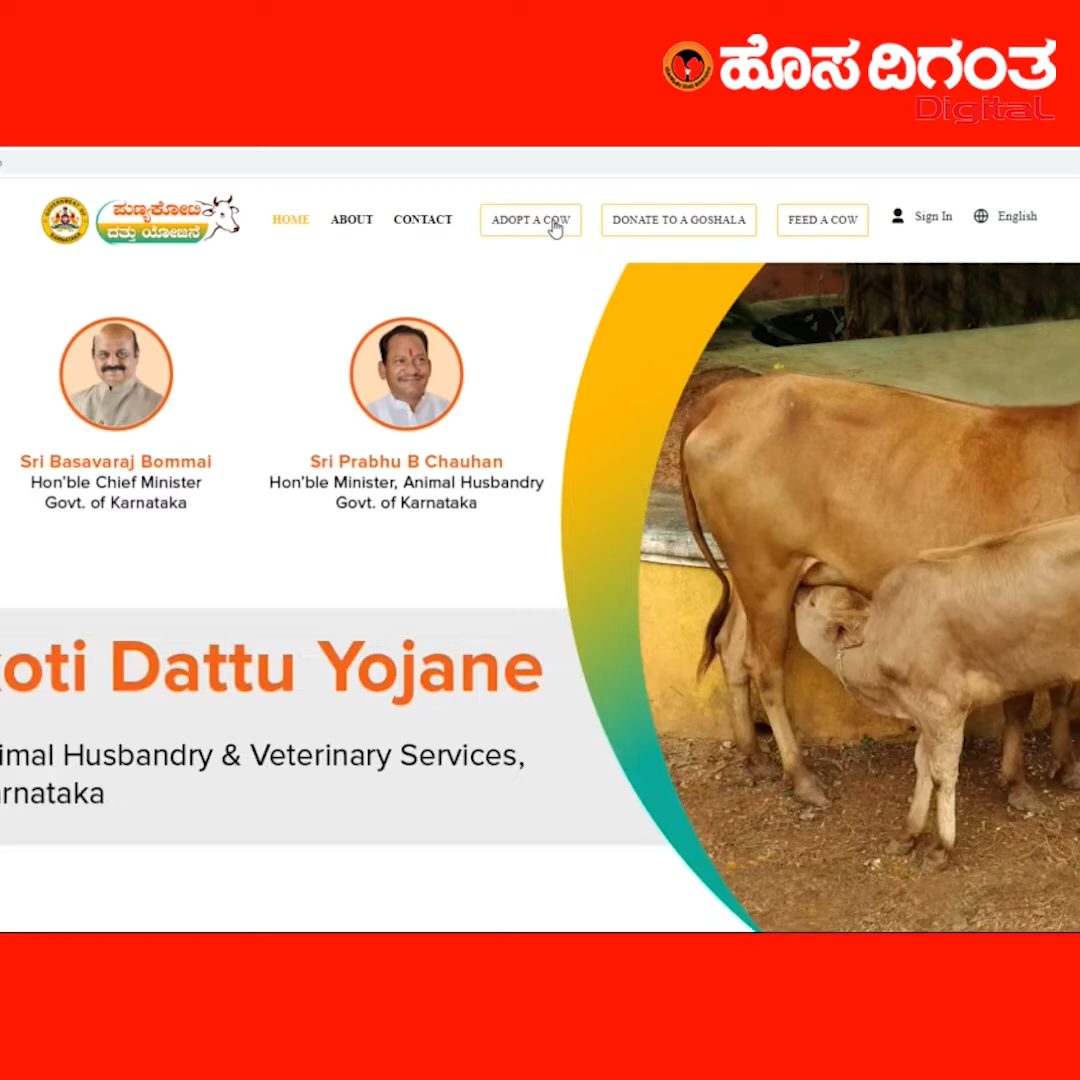 ಹೊಸ ದಿಗಂತ
Digital
ಪುಣ್ಯಕೋಟಿ
ದತ್ತು ಯೋಜನೆ
HOME
ABOUT
CONTACT
ADOPT A COW
DONATE TO A GOSHALA
FEED A COW
Sign In
English
Sri Basavaraj Bommai
Hon'ble Chief Minister
Govt. of Karnataka
Sri Prabhu B Chauhan
Hon'ble Minister, Animal Husbandry
Govt. of Karnataka
oti Dattu Yojane
imal Husbandry & Veterinary Services,
rnataka